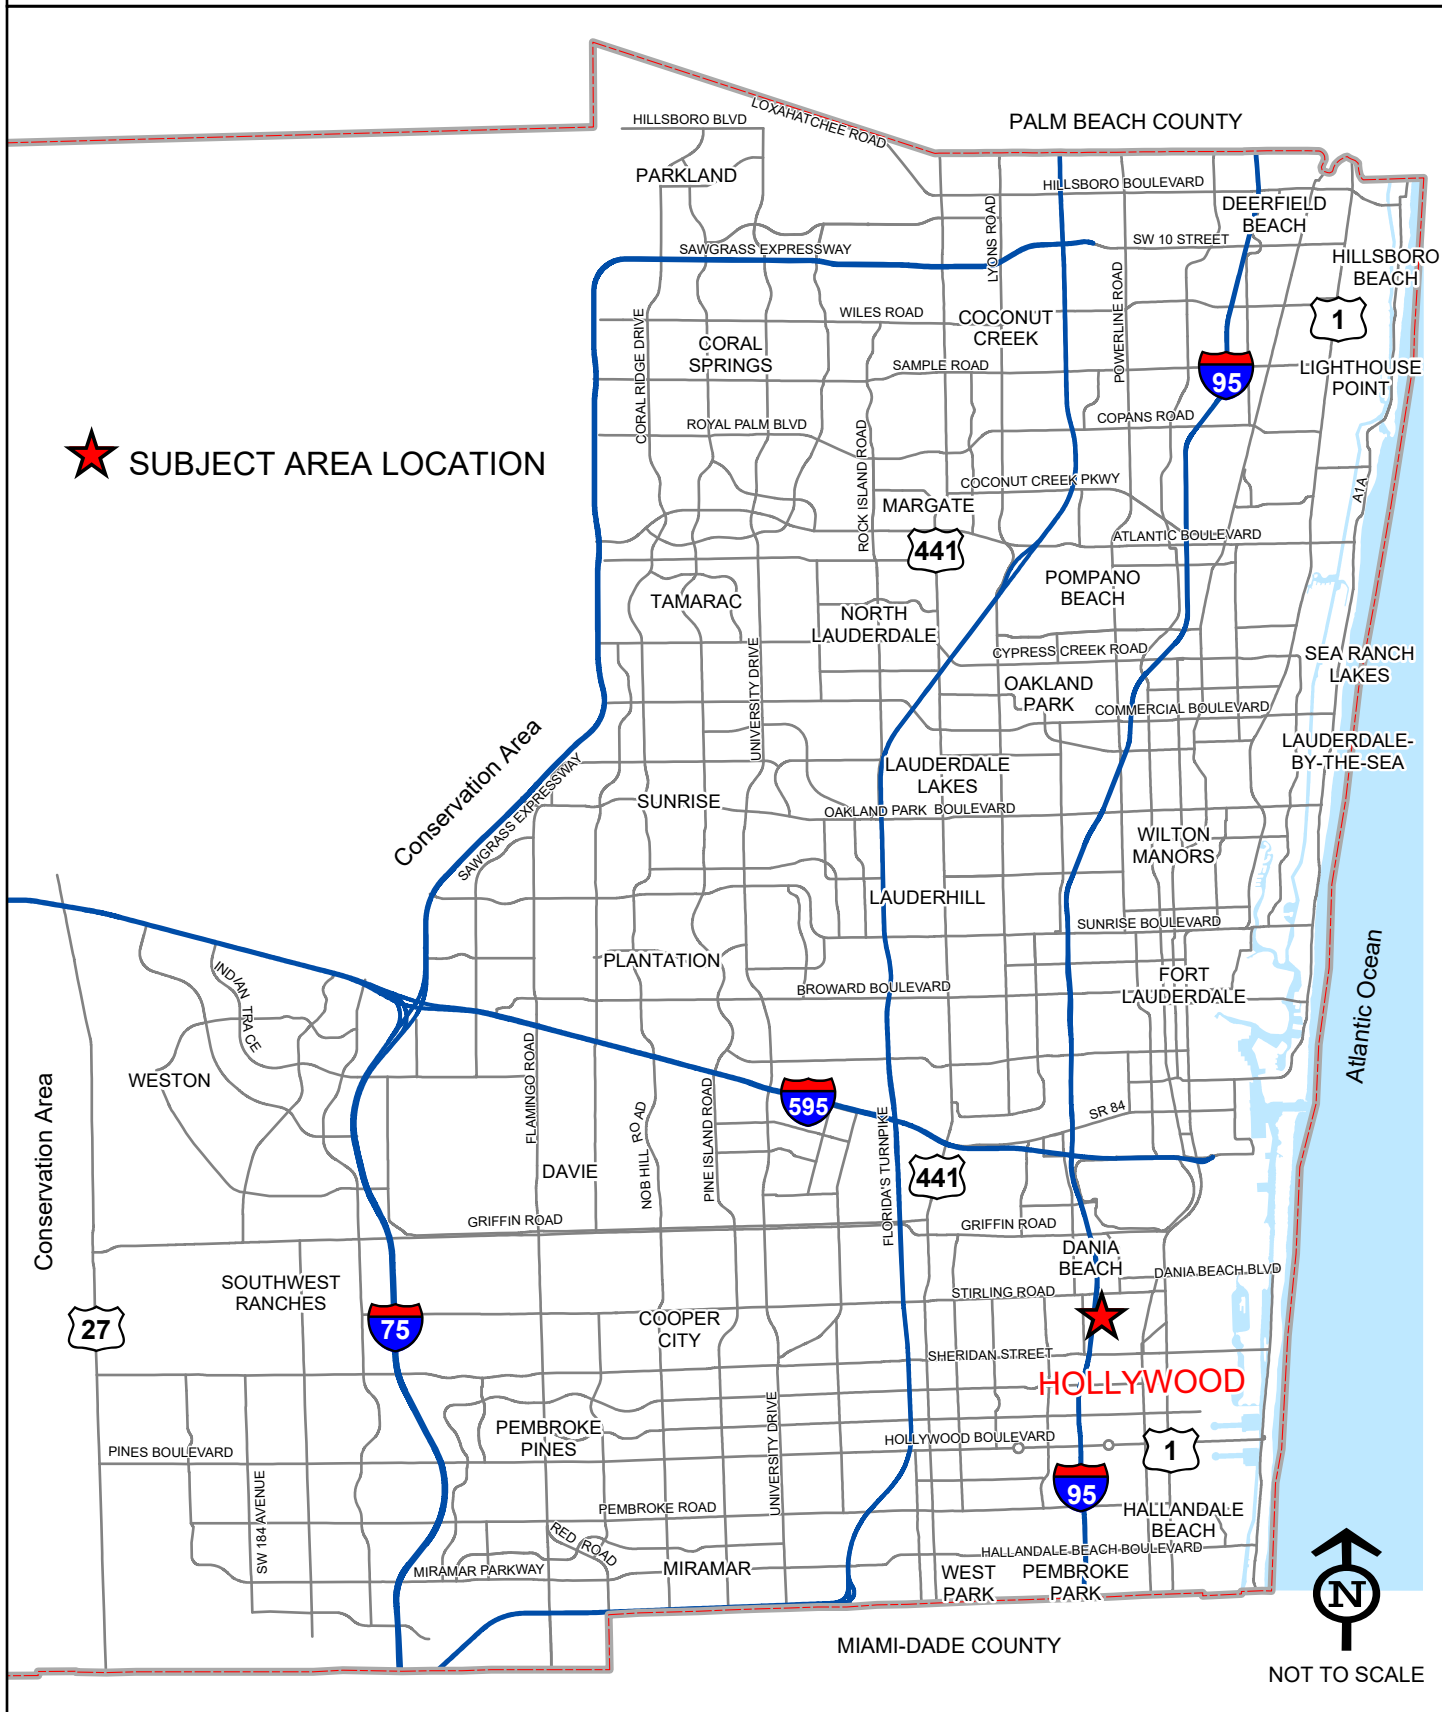 PALM BEACH COUNTY
LOXAHATCHEE ROAD
HILLSBORO BLVD
PARKLAND
HILLSBORO BOULEVARD
DEERFIELD
BEACH
LYONS ROAD
SAWGRASS EXPRESSWAY
SW 10 STREET
HILLSBORO
BEACH
POWERLINE ROAD
WILES ROAD
COCONUT
CREEK
1
CORAL RIDGE DRIVE
CORAL
SPRINGS
SAMPLE ROAD
95
LIGHTHOUSE
POINT
COPANS ROAD
ROYAL PALM BLVD
ROCK ISLAND ROAD
SUBJECT AREA LOCATION
COCONUT CREEK PKWY
A1A
MARGATE
441
ATLANTIC BOULEVARD
POMPANO
BEACH
TAMARAC
NORTH
LAUDERDALE
UNIVERSITY DRIVE
CYPRESS CREEK ROAD
SEA RANCH
LAKES
OAKLAND
PARK
COMMERCIAL BOULEVARD
Conservation Area
SAWGRASS EXPRESSWAY
LAUDERDALE-
BY-THE-SEA
LAUDERDALE
LAKES
SUNRISE
OAKLAND PARK BOULEVARD
WILTON
MANORS
LAUDERHILL
SUNRISE BOULEVARD
PLANTATION
Atlantic Ocean
INDIAN TRACE
BROWARD BOULEVARD
FORT
LAUDERDALE
WESTON
FLAMINGO ROAD
595
NOB HILL ROAD
PINE ISLAND ROAD
FLORIDA'S TURNPIKE
SR 84
Conservation Area
DAVIE
441
GRIFFIN ROAD
GRIFFIN ROAD
DANIA
BEACH
DANIA BEACH BLVD
SOUTHWEST
RANCHES
STIRLING ROAD
27
75
COOPER
CITY
SHERIDAN STREET
HOLLYWOOD
UNIVERSITY DRIVE
PEMBROKE
PINES
HOLLYWOOD BOULEVARD
PINES BOULEVARD
1
SW 184 AVENUE
95
PEMBROKE ROAD
HALLANDALE
BEACH
RED ROAD
HALLANDALE BEACH BOULEVARD
MIRAMAR PARKWAY
MIRAMAR
WEST
PARK
PEMBROKE
PARK
N
MIAMI-DADE COUNTY
NOT TO SCALE